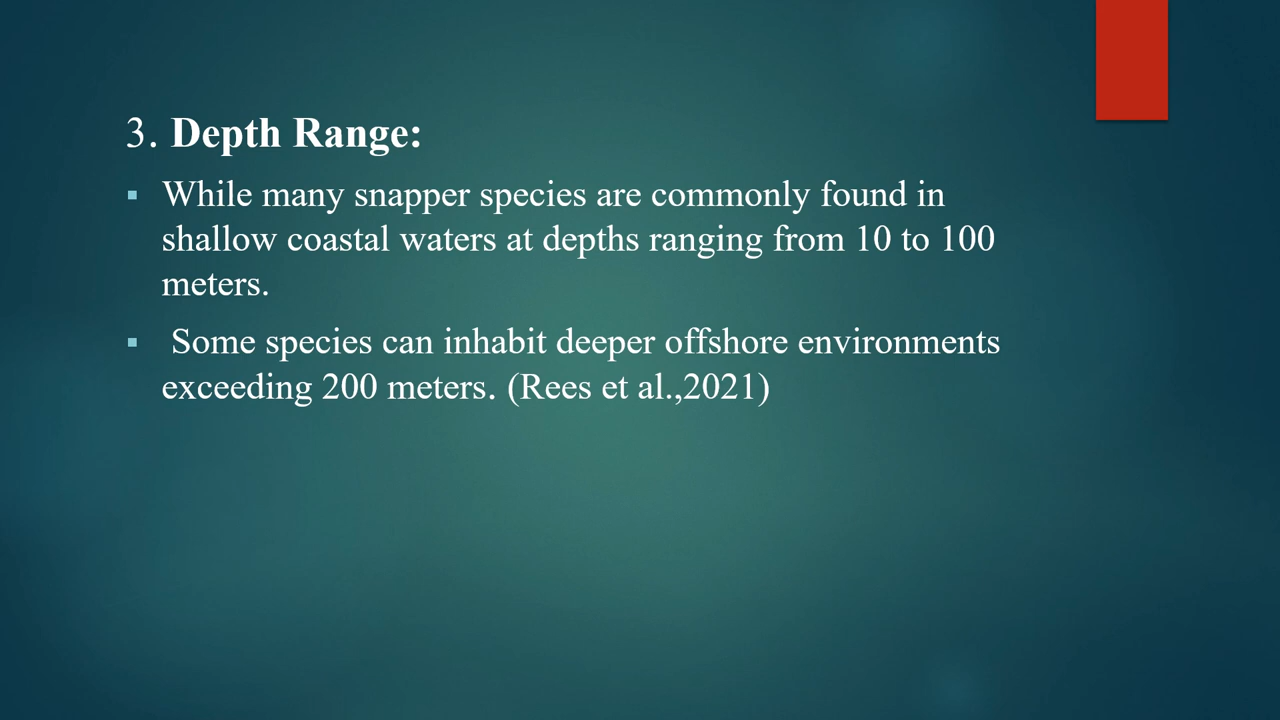 3. Depth Range:
While many snapper species are commonly found in
shallow coastal waters at depths ranging from 10 to 100
meters.
Some species can inhabit deeper offshore environments
exceeding 200 meters. (Rees et al.,2021)